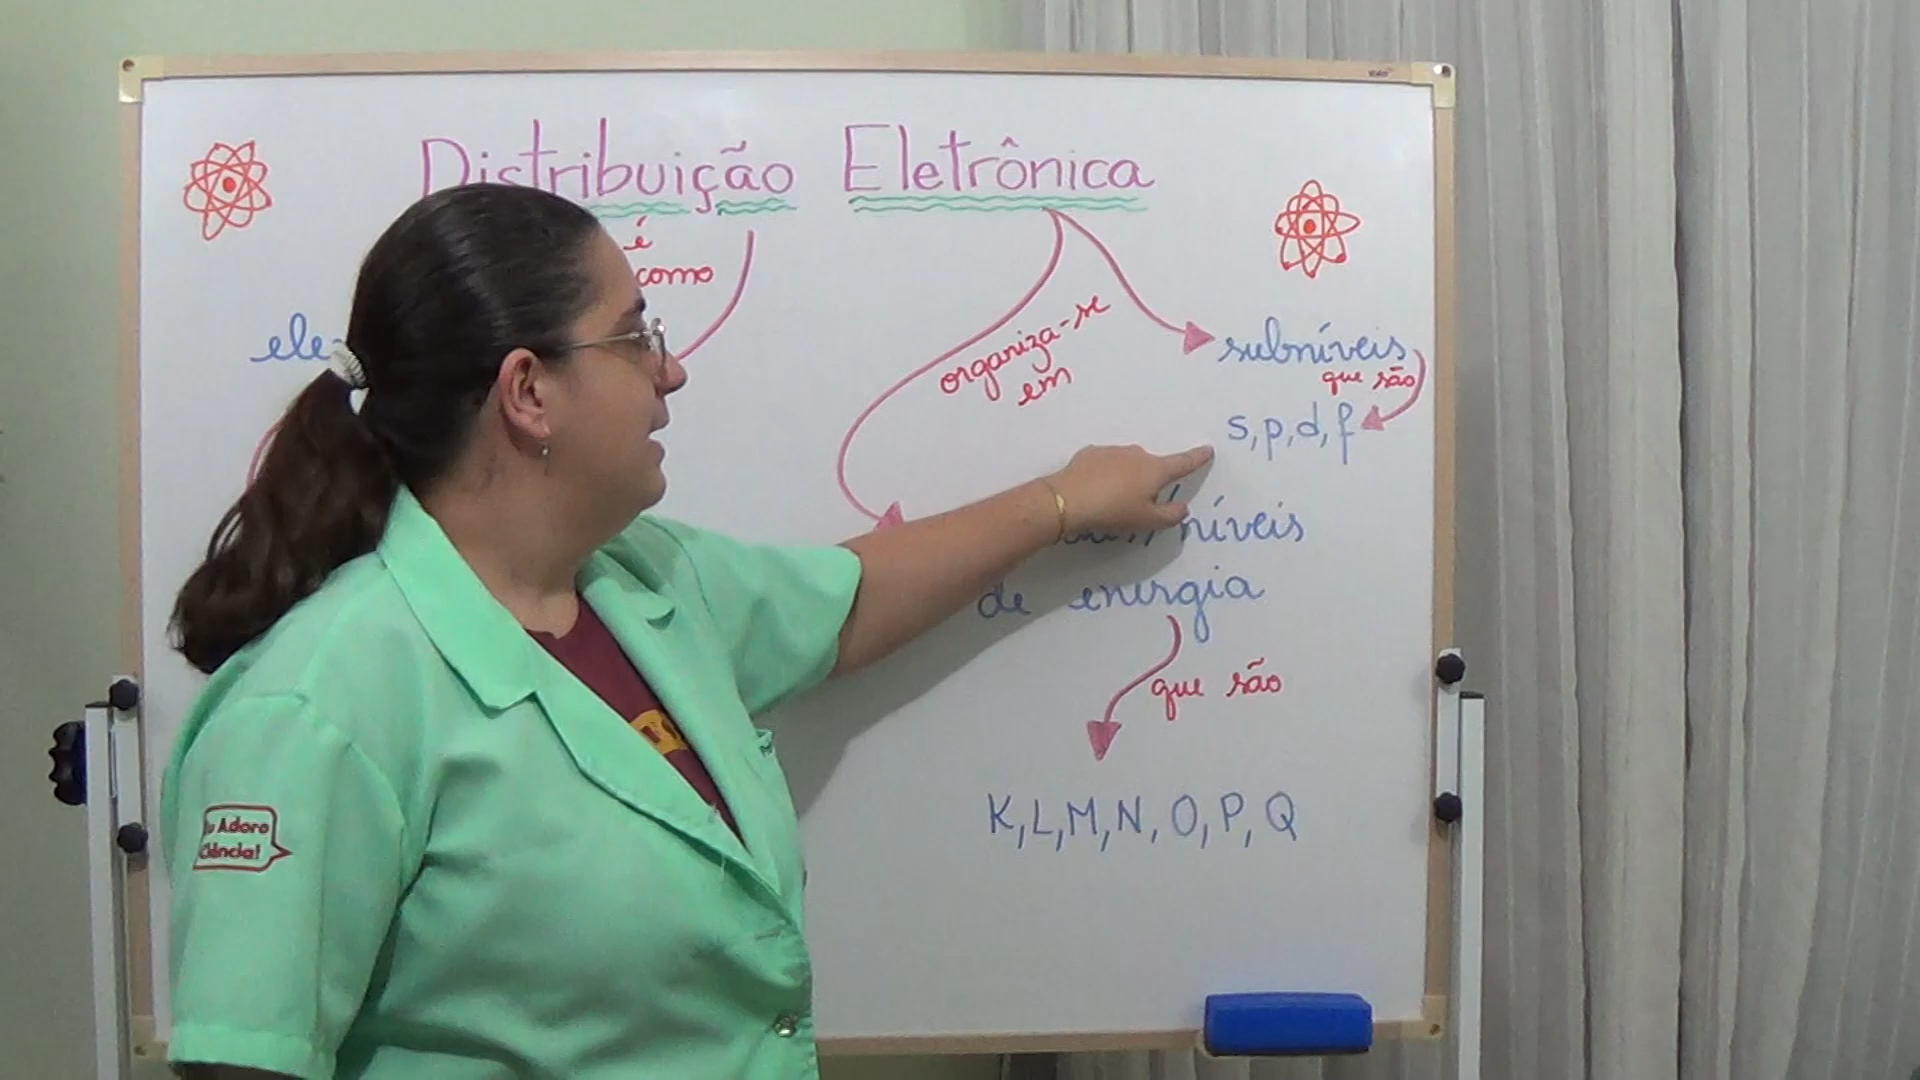 Distribuição Eletrônica
é
como
organiza-se
em
subníveis
que são
s, p, d, f
níveis
de energia
que são
K, L, M, N, O, P, Q
Adoro
Ciência!